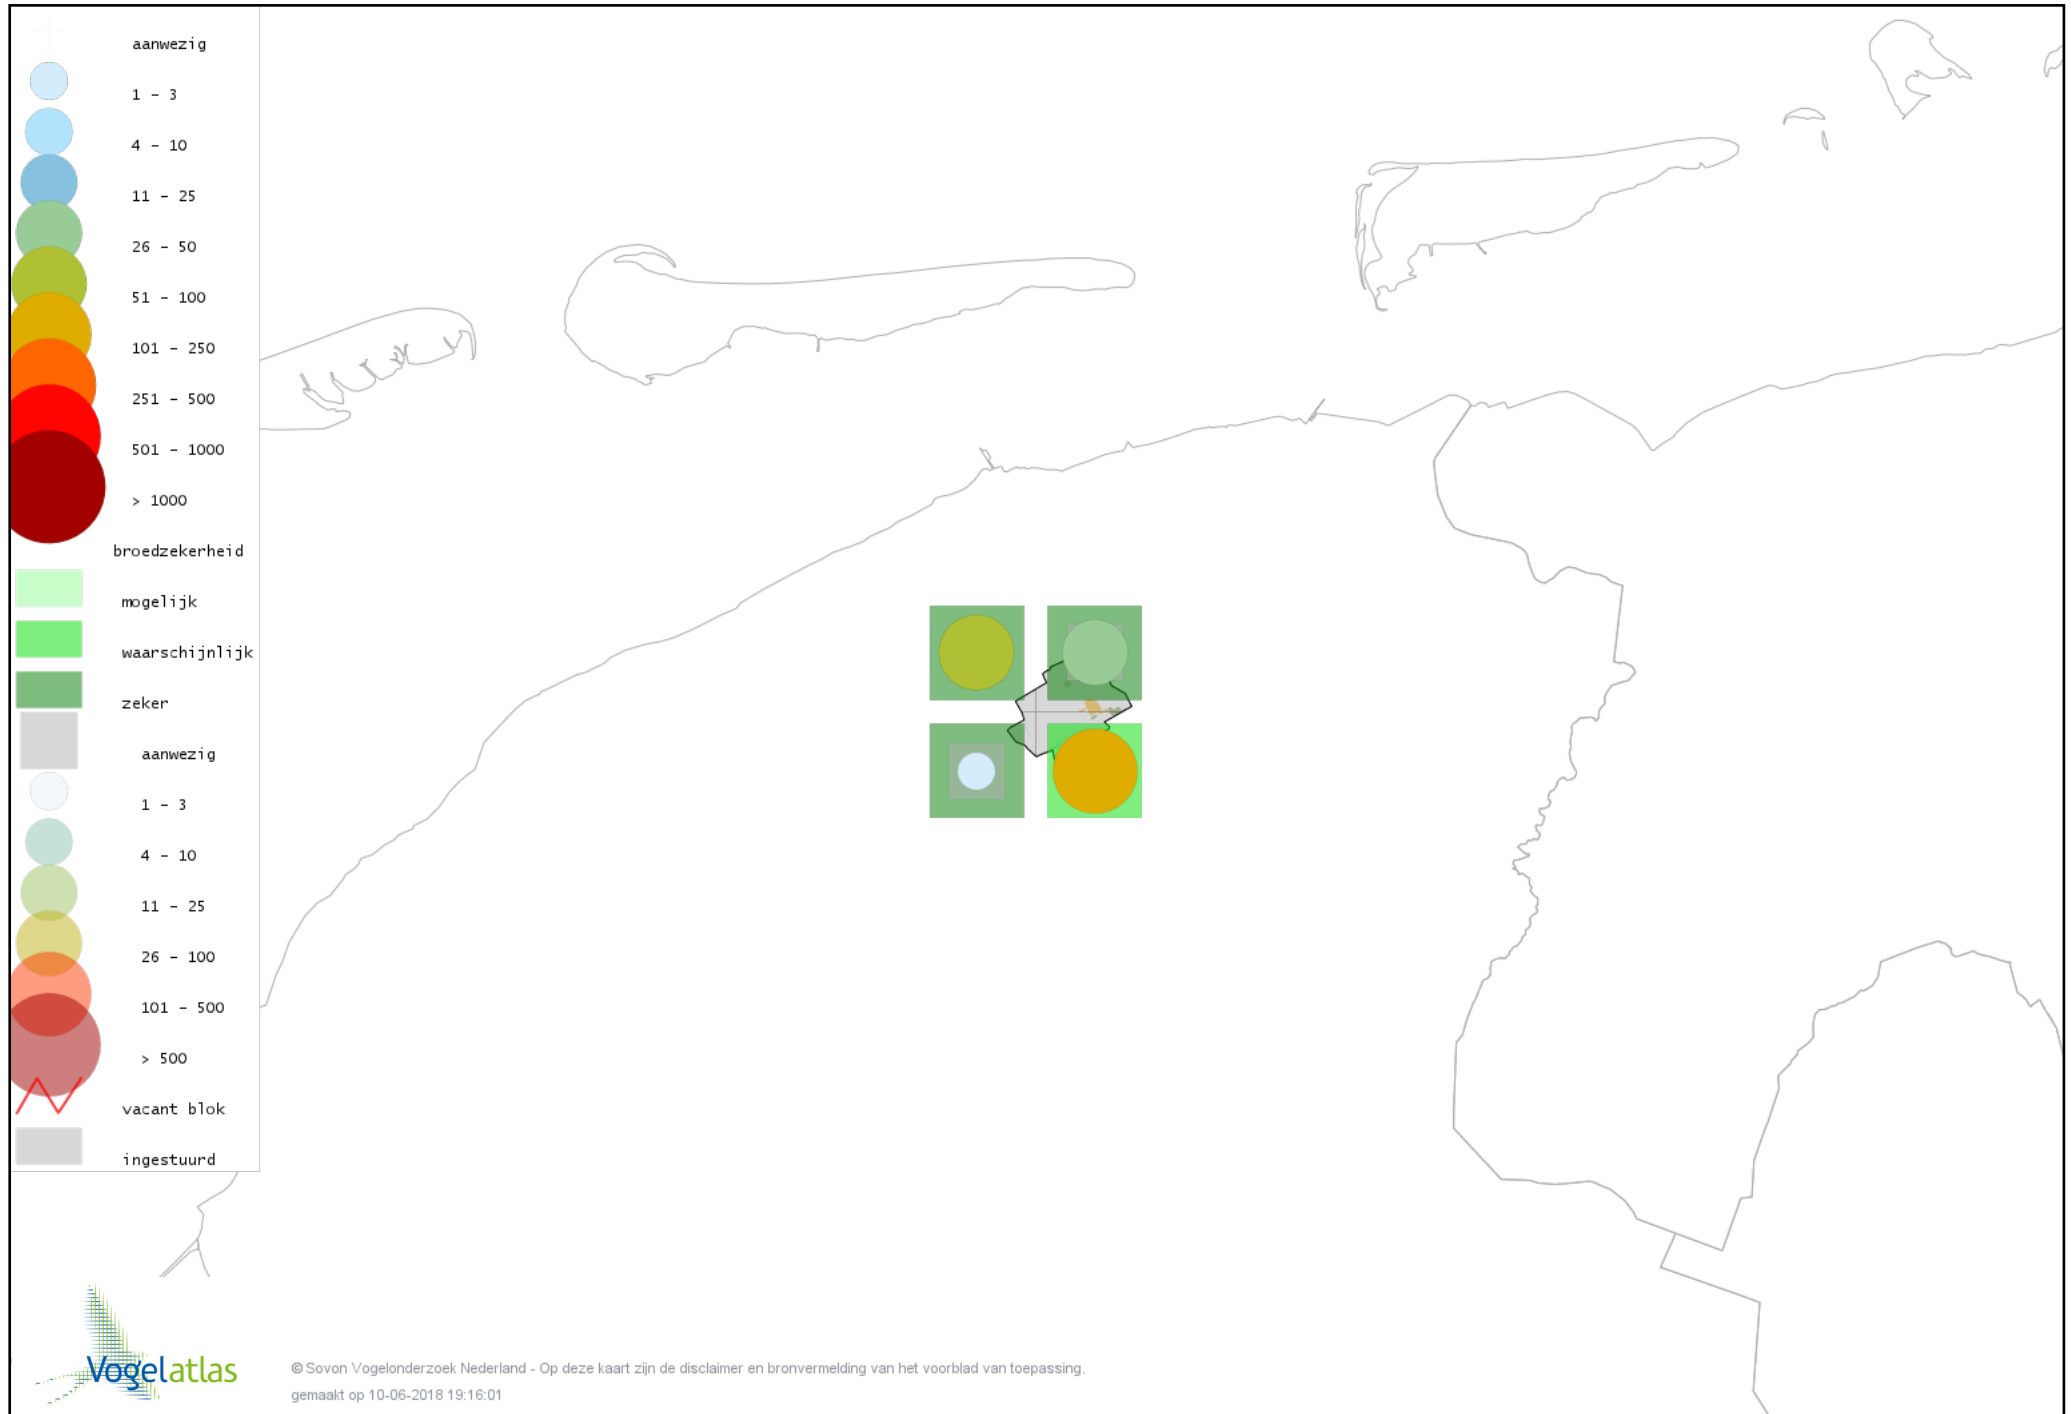 aanwezig
1 - 3
4 - 10
11 - 25
26 - 50
51 - 100
101 - 250
251 - 500
501 - 1000
> 1000
broedzekerheid
mogelijk
waarschijnlijk
zeker
aanwezig
1 - 3
4 - 10
11 - 25
26 - 100
101 - 500
> 500
vacant blok
ingestuurd
Vogelatlas
© Sovon Vogelonderzoek Nederland - Op deze kaart zijn de disclaimer en bronvermelding van het voorblad van toepassing.
gemaakt op 10-06-2018 19:16:01